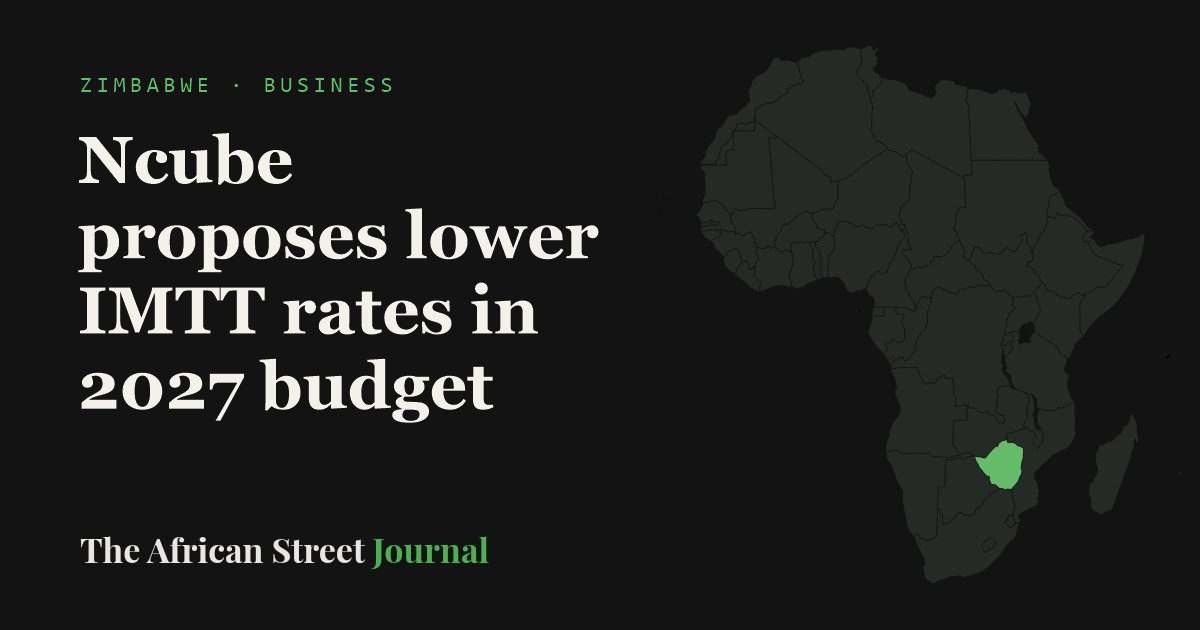 ZIMBABWE · BUSINESS
Ncube
proposes lower
IMTT rates in
2027 budget
The African Street Journal